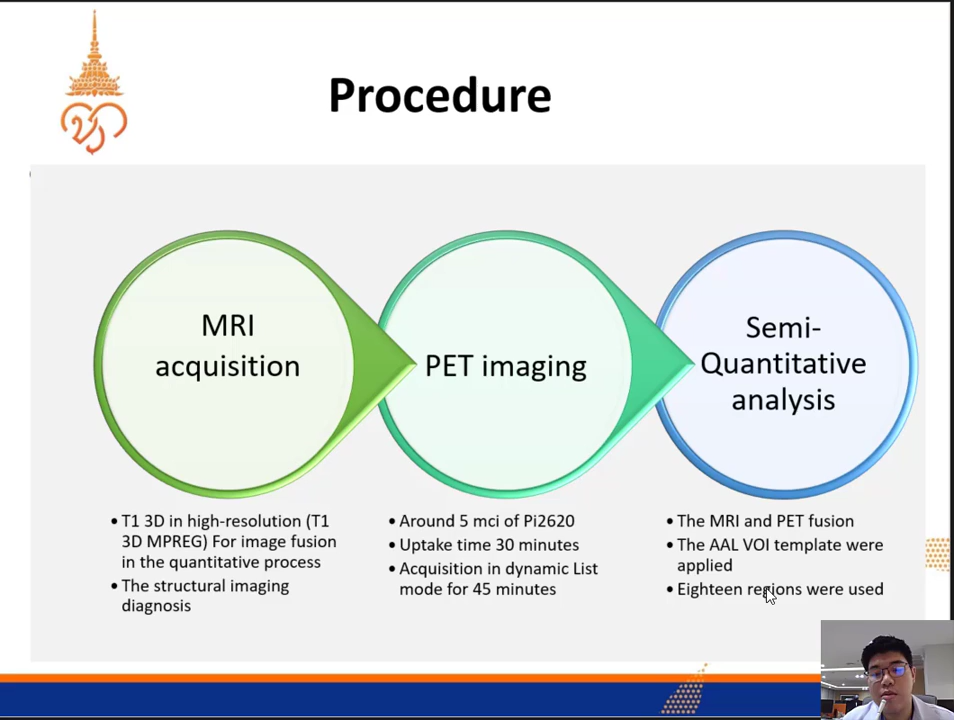 Procedure
MRI
acquisition
PET imaging
Semi-
Quantitative
analysis
• T1 3D in high-resolution (T1
3D MPREG) For image fusion
in the quantitative process
• The structural imaging
diagnosis
• Around 5 mci of Pi2620
• Uptake time 30 minutes
• Acquisition in dynamic List
mode for 45 minutes
• The MRI and PET fusion
• The AAL VOI template were
applied
• Eighteen regions were used